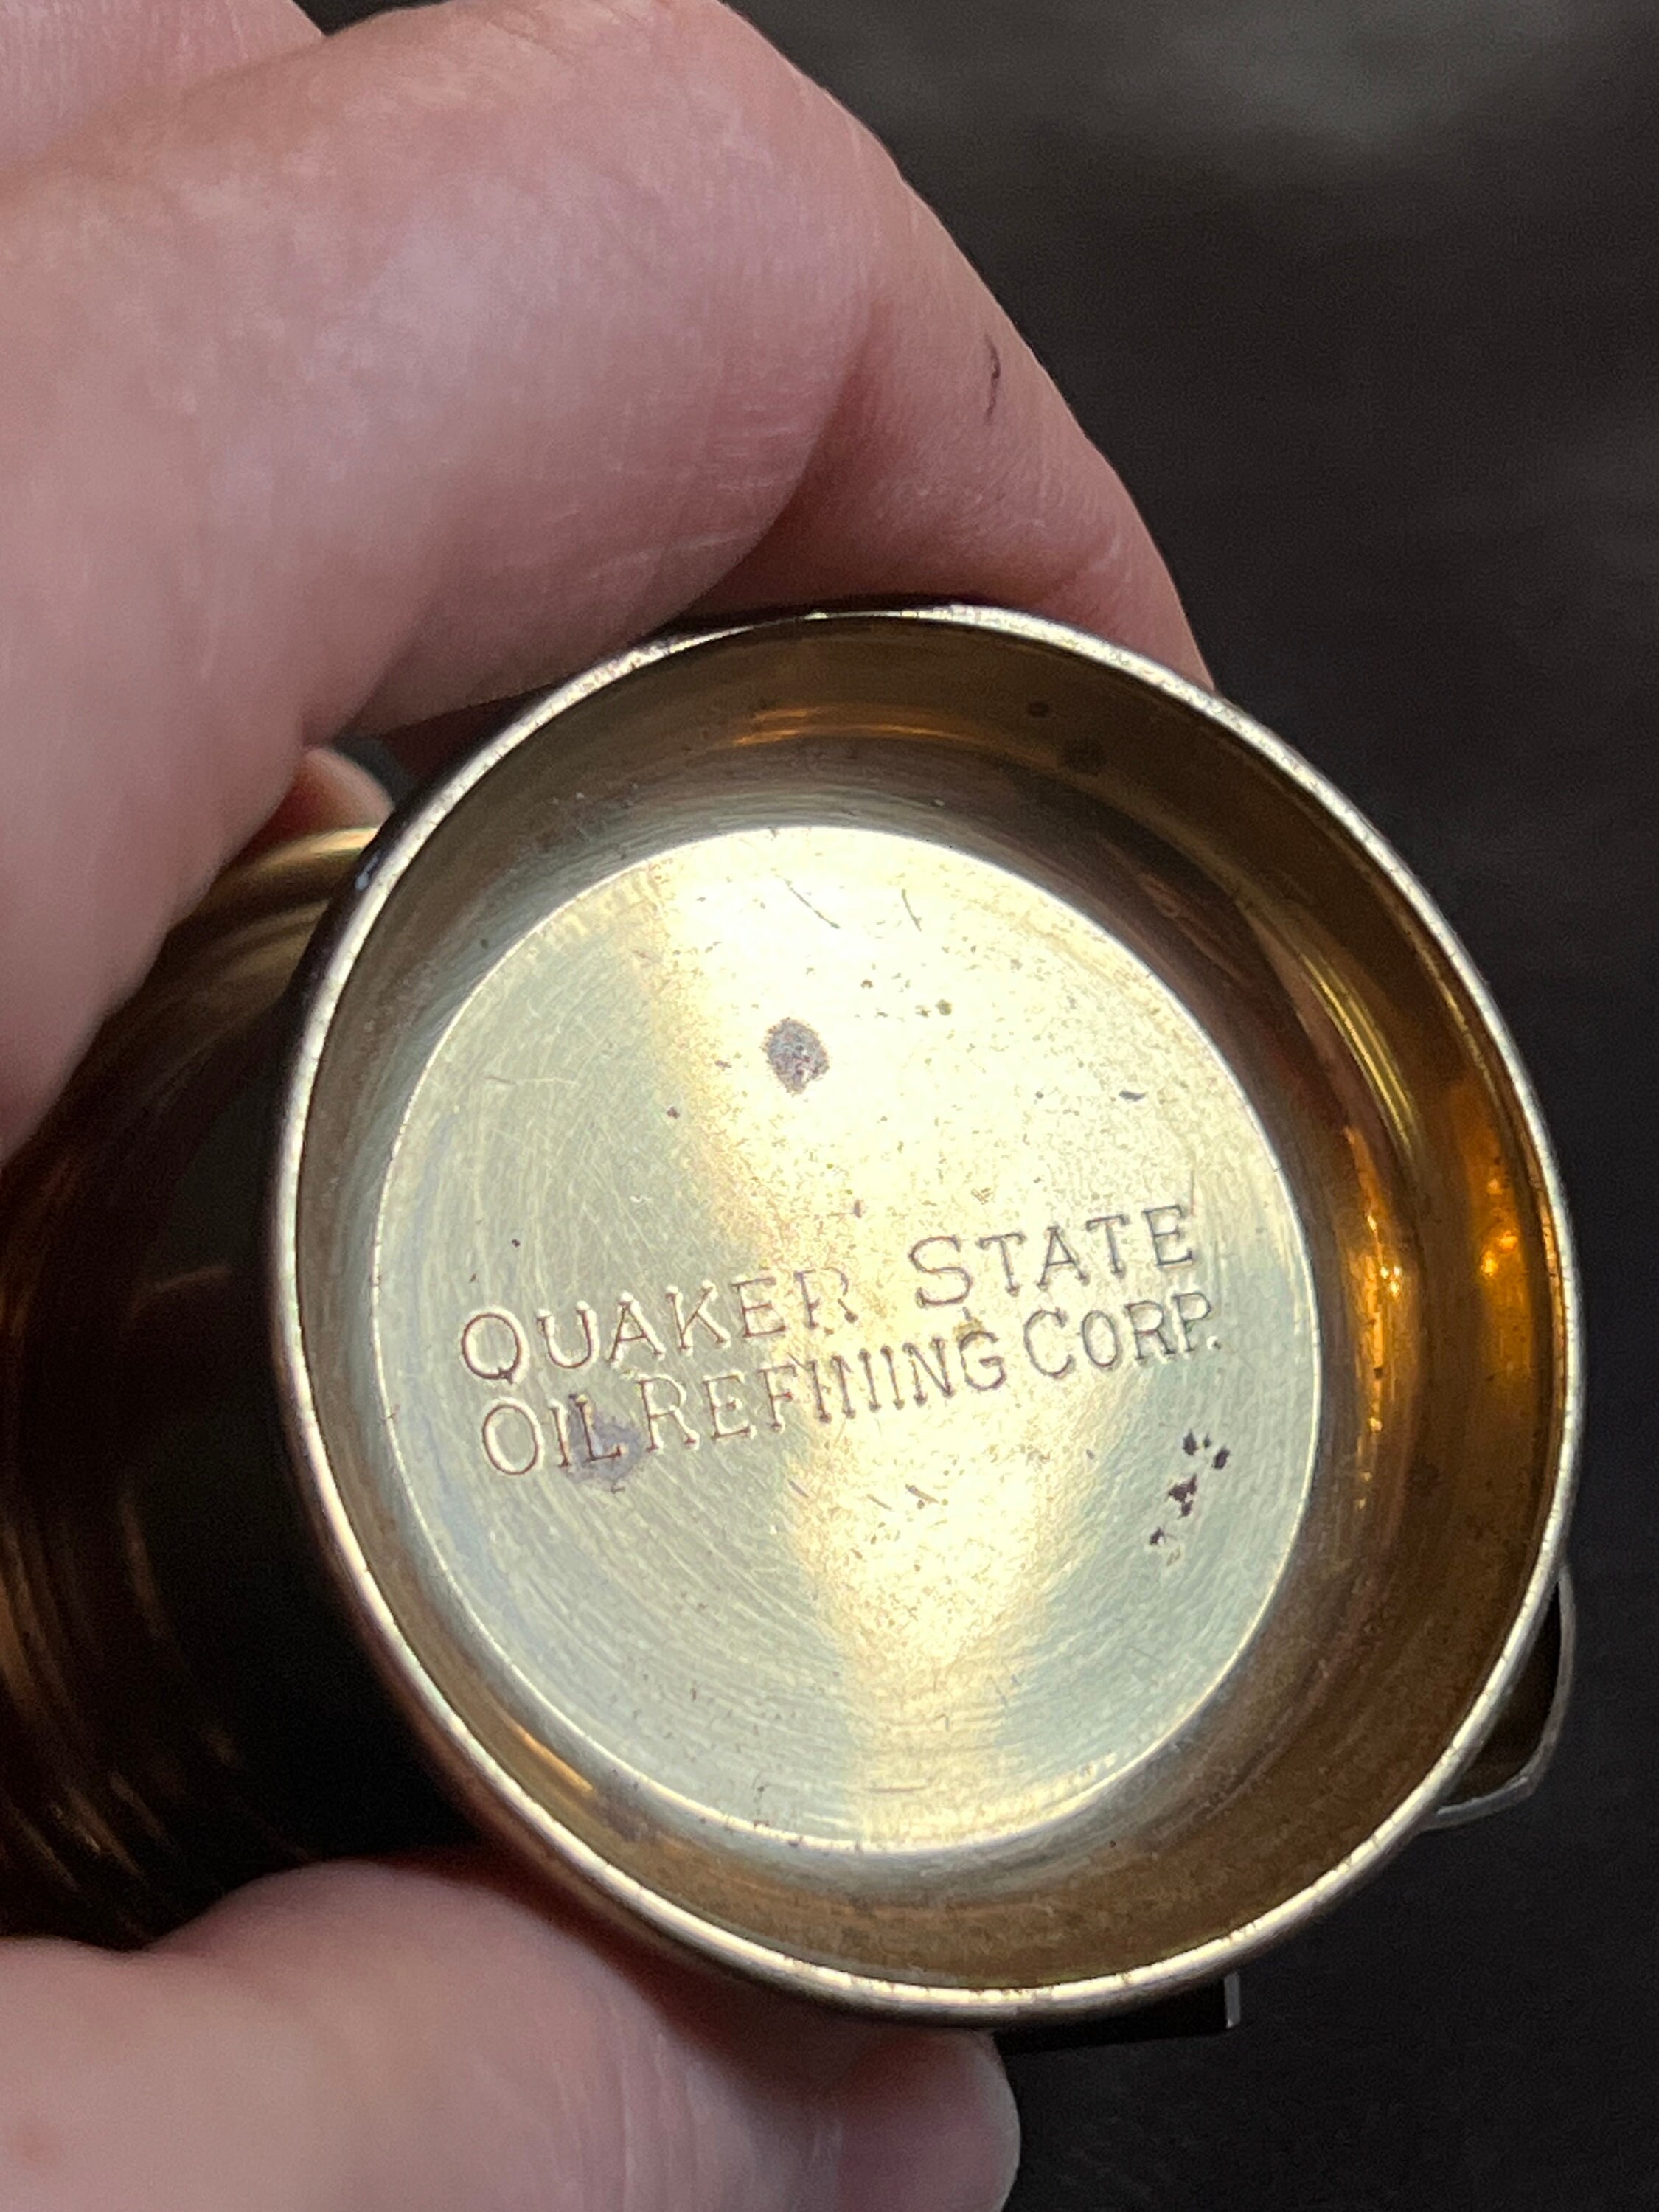 QUAKER STATE
OIL REFINING CORP.